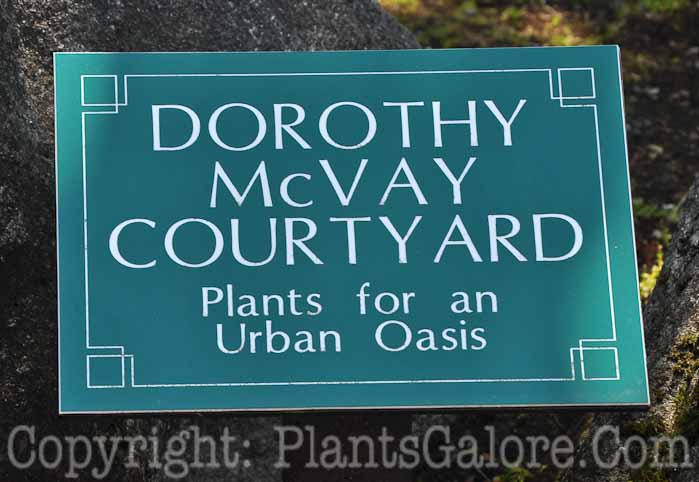 DOROTHY
McVAY
COURTYARD
Plants for an
Urban Oasis
Copyright: PlantsGalore.Com